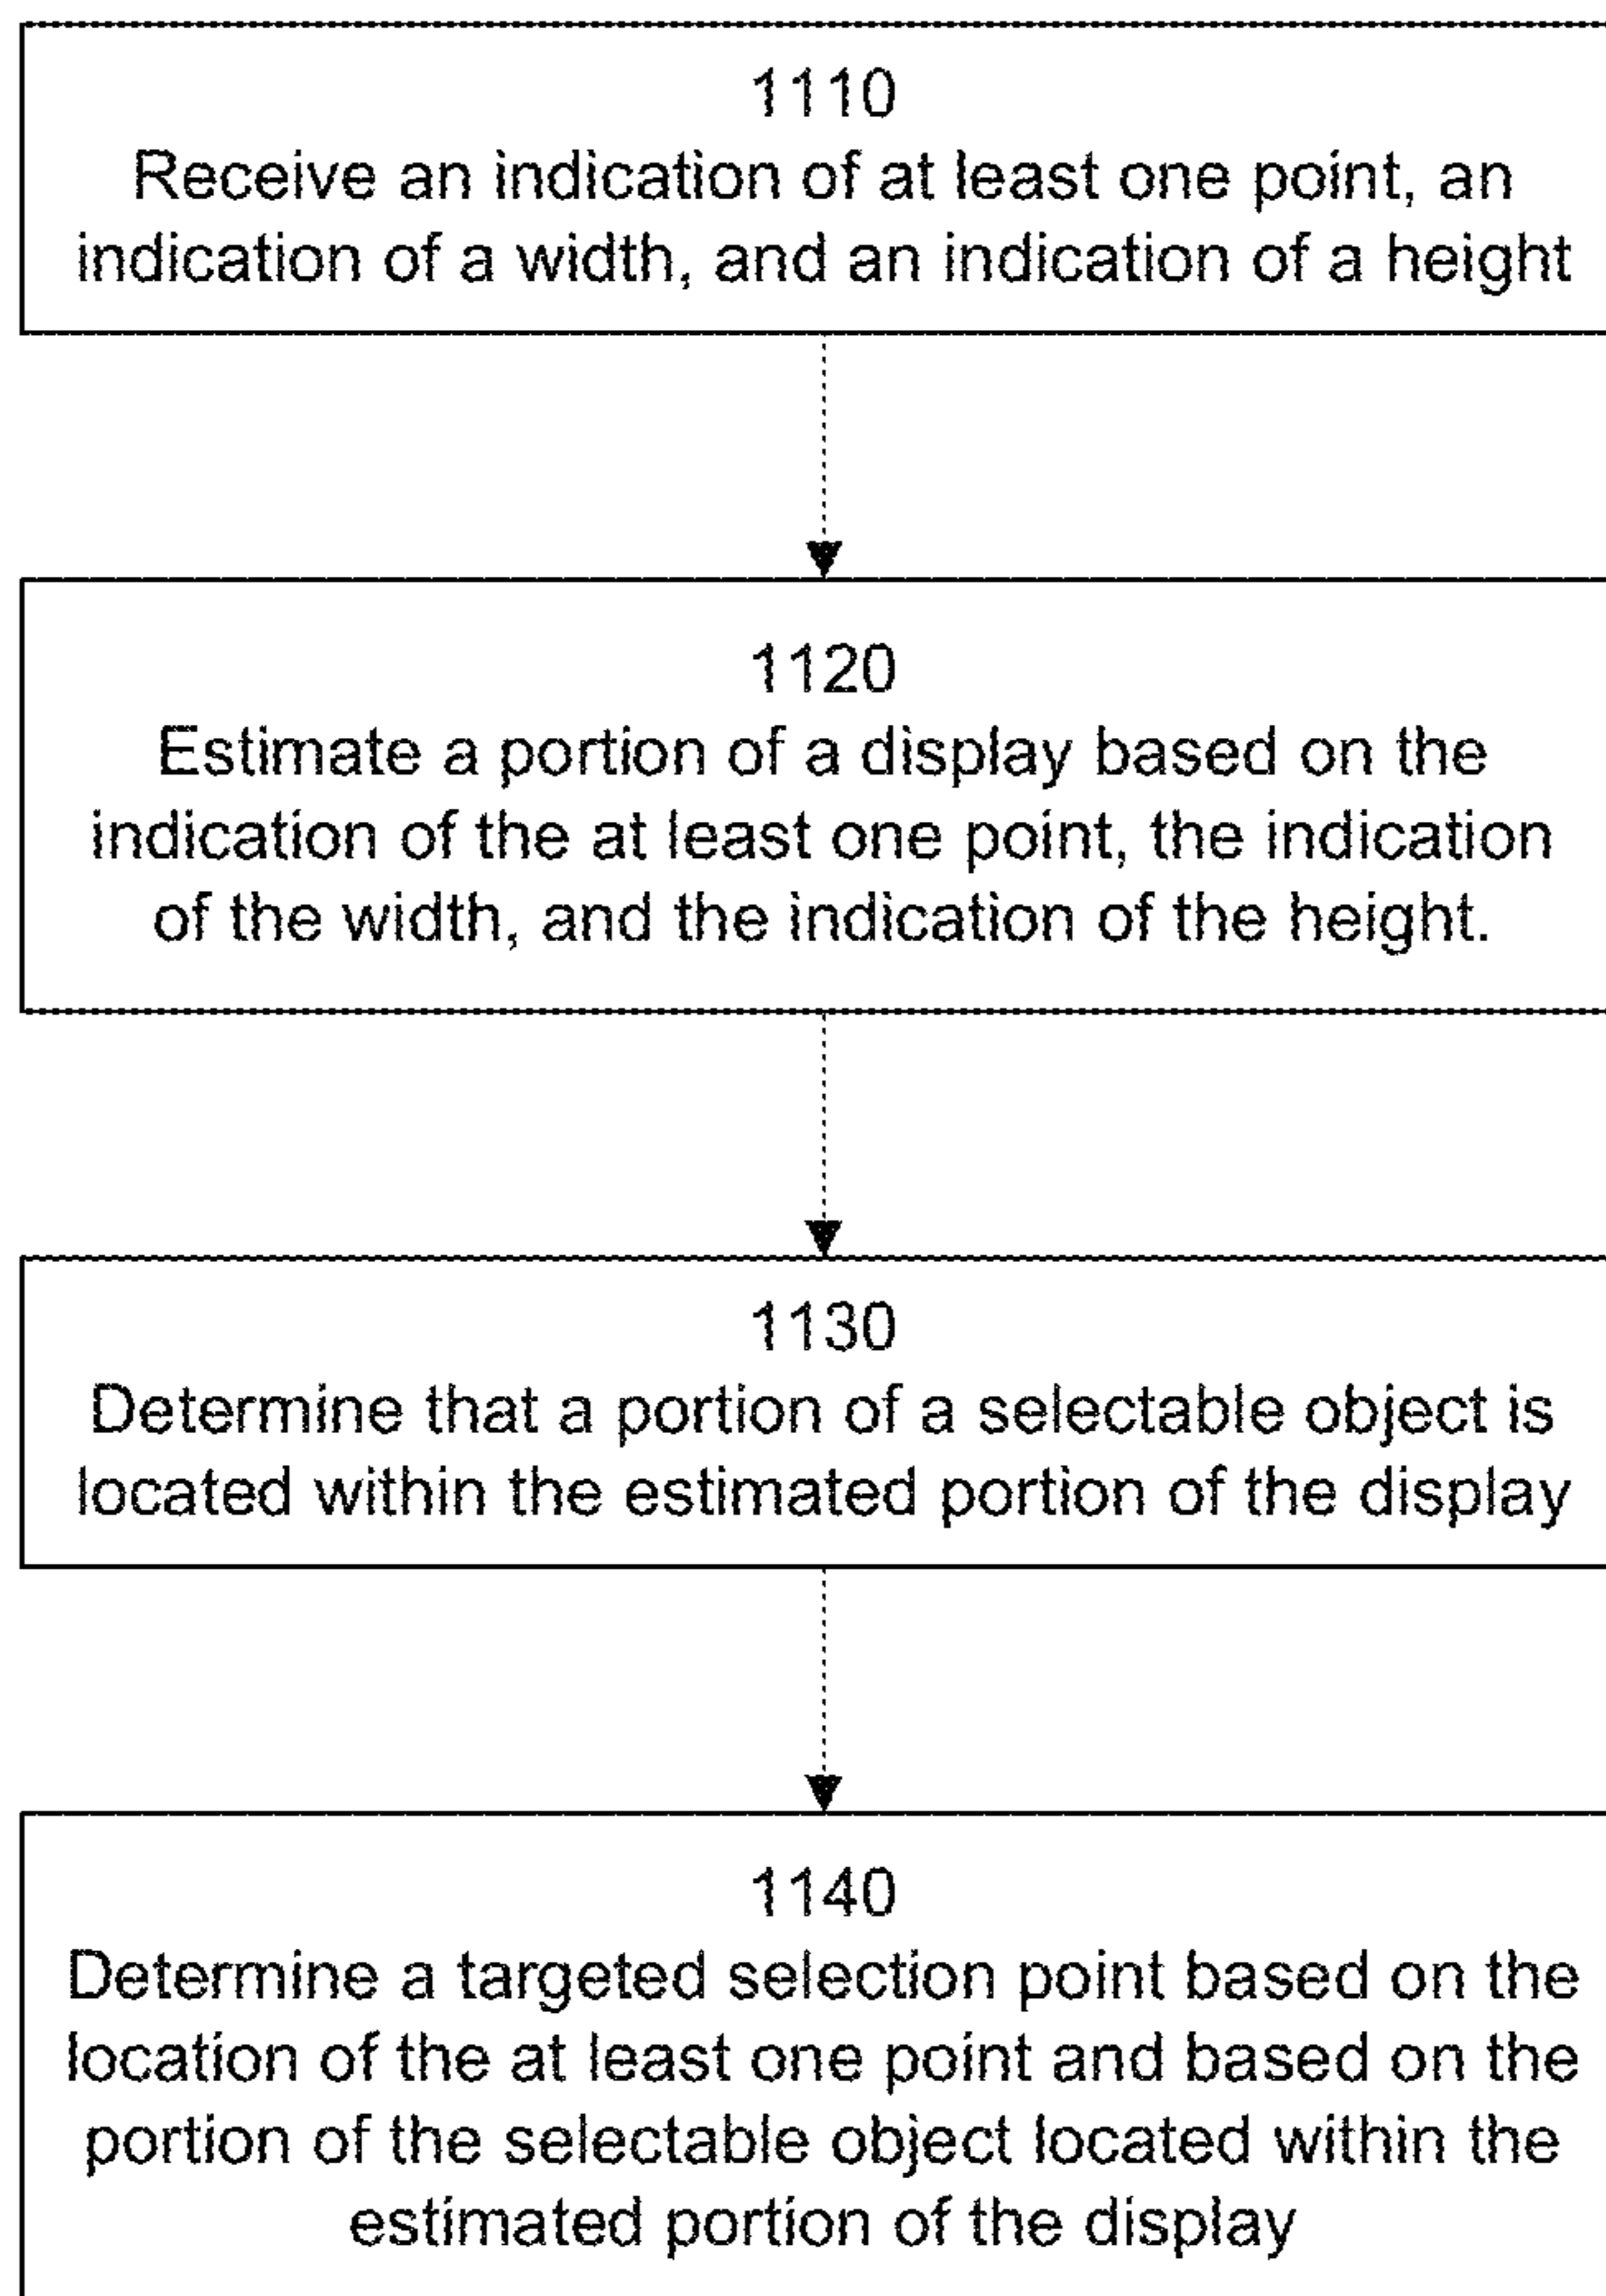 1110
Receive an indication of at least one point, an
indication of a width, and an indication of a height
1120
Estimate a portion of a display based on the
indication of the at least one point, the indication
of the width, and the indication of the height.
1130
Determine that a portion of a selectable object is
located within the estimated portion of the display
1140
Determine a targeted selection point based on the
location of the at least one point and based on the
portion of the selectable object located within the
estimated portion of the display